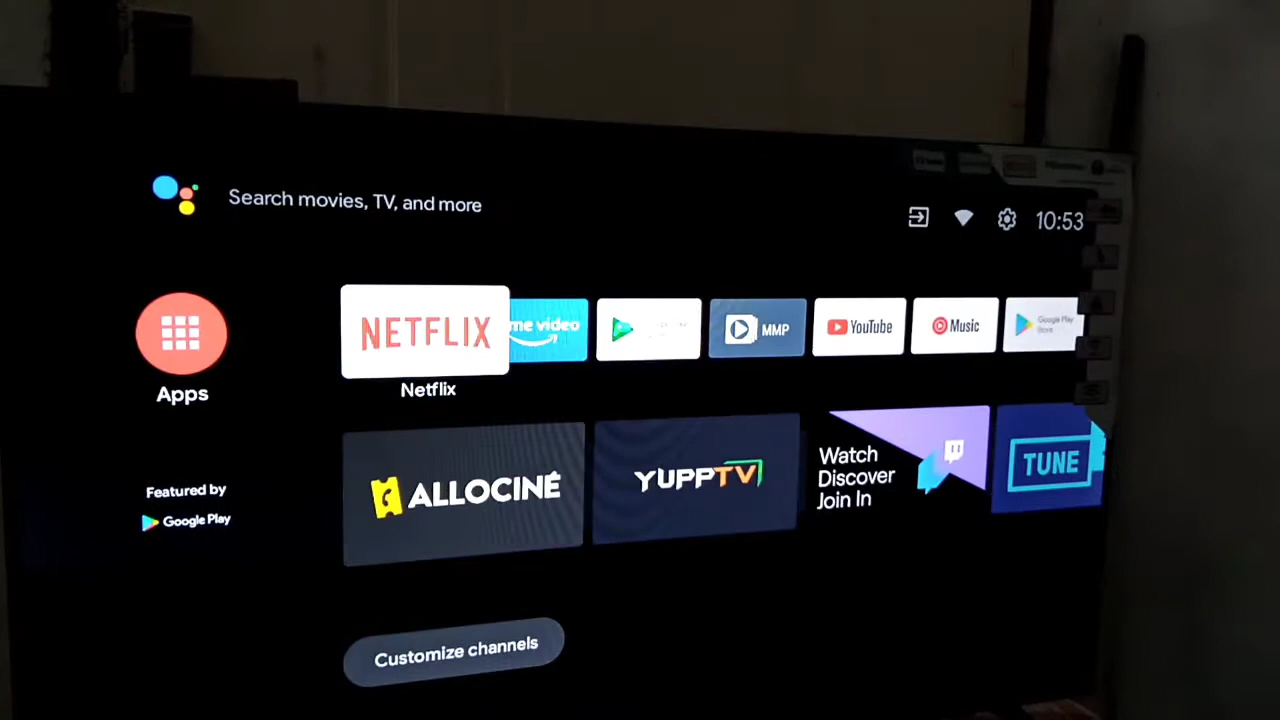 Search movies, TV, and more
10:53
NETFLIX
me video
MMP
YouTube
Music
Google Play
Store
Apps
Netflix
Featured by
Google Play
ALLOCINÉ
YUPPTV
Watch
Discover
Join In
TUNE
Customize channels